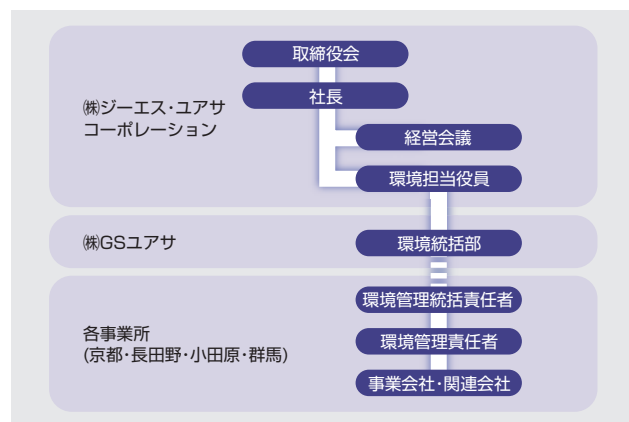 取締役会
社長
㈱ジーエス・ユアサ
コーポレーション
経営会議
環境担当役員
㈱GSユアサ
環境統括部
環境管理統括責任者
各事業所
(京都・長田野・小田原・群馬)
環境管理責任者
事業会社・関連会社